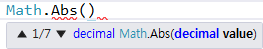 Math.Abs()
▲ 1/7 ▼ decimal Math.Abs(decimal value)